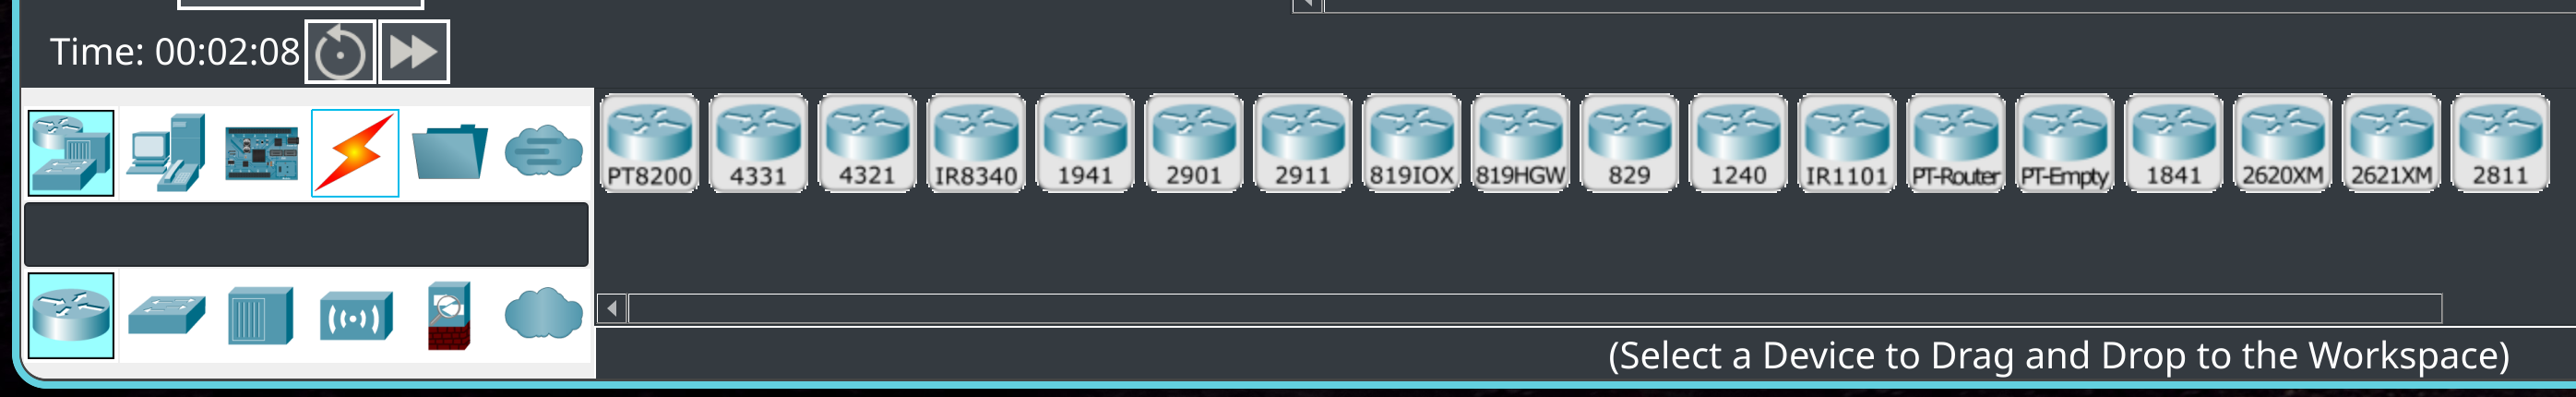 Time: 00:02:08
PT8200 4331 4321 IR8340 1941 2901 2911 819IOX 819HGW 829 1240 IR1101 PT-Router PT-Empty 1841 2620XM 2621XM 2811
(Select a Device to Drag and Drop to the Workspace)